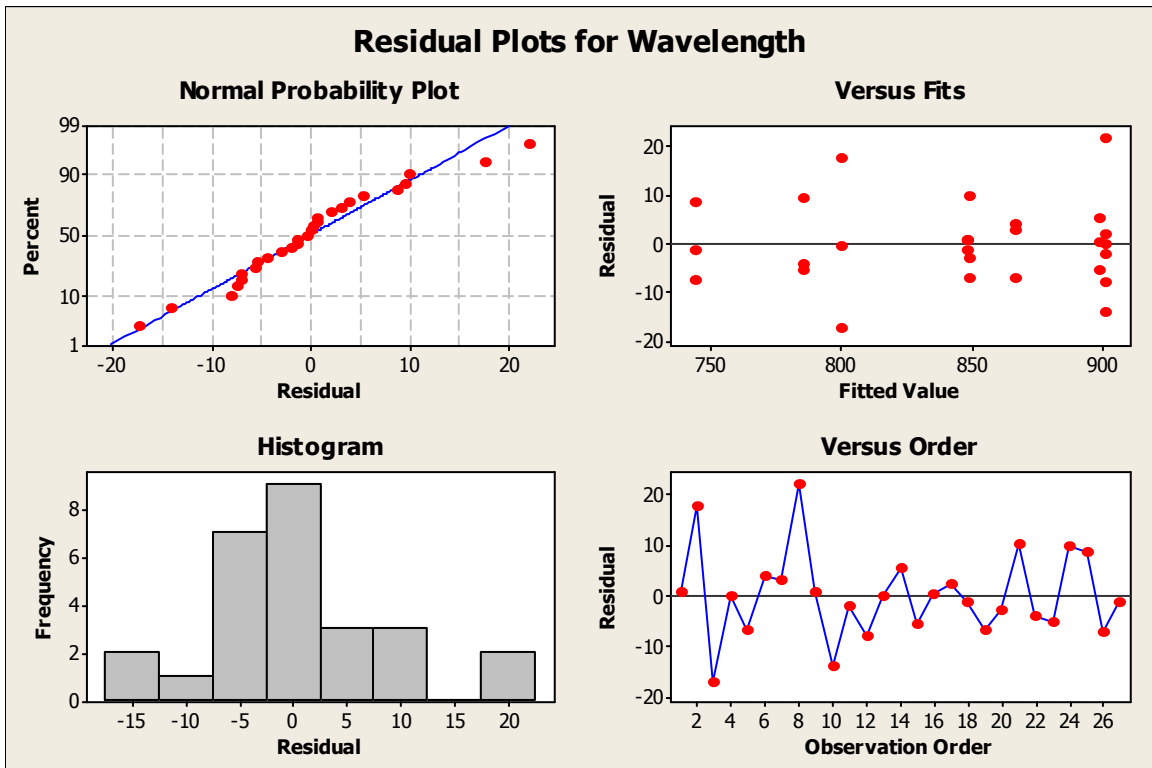 Residual Plots for Wavelength
Normal Probability Plot
99
90
50
10
1
Percent
-20 -10 0 10 20
Residual
Versus Fits
20
10
0
-10
-20
Residual
750 800 850 900
Fitted Value
Histogram
8
6
4
2
0
Frequency
-15 -10 -5 0 5 10 15 20
Residual
Versus Order
20
10
0
-10
-20
Residual
2 4 6 8 10 12 14 16 18 20 22 24 26
Observation Order